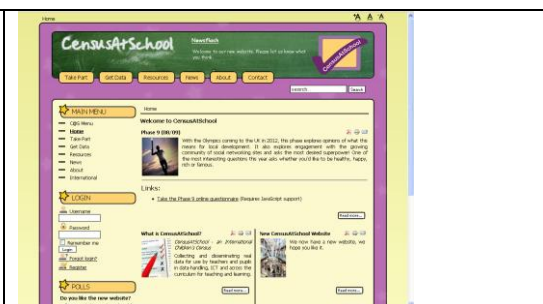 Home
A A A
CensusAtSchool
Newsflash
Welcome to our new website. Please let us know what
you think.
CensusAtSchool
Take Part
Get Data
Resources
News
About
Contact
search...
Search
MAIN MENU
C@S Menu
Home
Take Part
Get Data
Resources
News
About
International
LOGIN
Username
Password
Remember me
Login
Forgot login?
Register
POLLS
Do you like the new website?
Home
Welcome to CensusAtSchool
Phase 9 (08/09)
With the Olympics coming to the UK in 2012, this phase explores opinions of what this
means for local development. It also explores engagement with the growing
community of social networking sites and asks the most desired superpower! One of
the most interesting questions this year asks whether you'd like to be healthy, happy,
rich or famous.
Links:
Take the Phase 9 online questionnaire (Requires JavaScript support)
Read more...
What is CensusAtSchool?
CensusAtSchool - an International
Children's Census
Collecting and disseminating real
data for use by teachers and pupils
in data-handling, ICT and across the
curriculum for teaching and learning.
Read more...
New CensusAtSchool Website
We now have a new website, we
hope you like it.
Read more...